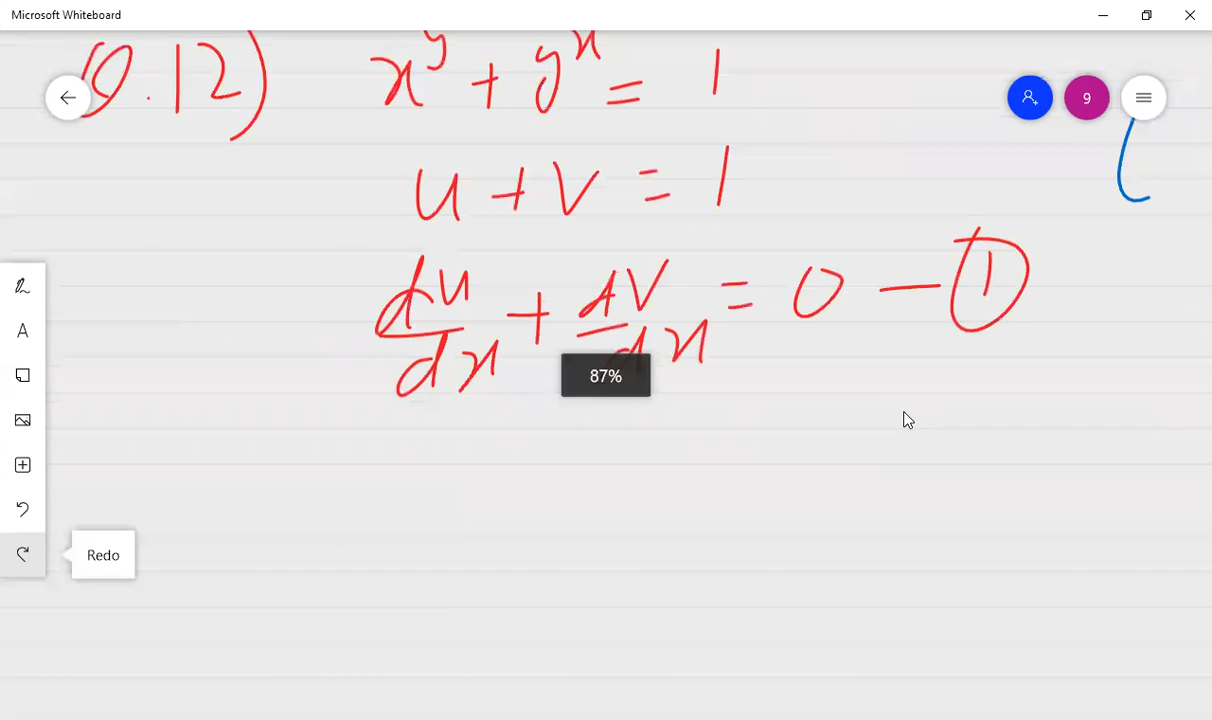 Microsoft Whiteboard
Q.12) x^y + y^x = 1
9
u + v = 1
du/dx + dv/dx = 0 — ①
87%
A
Redo